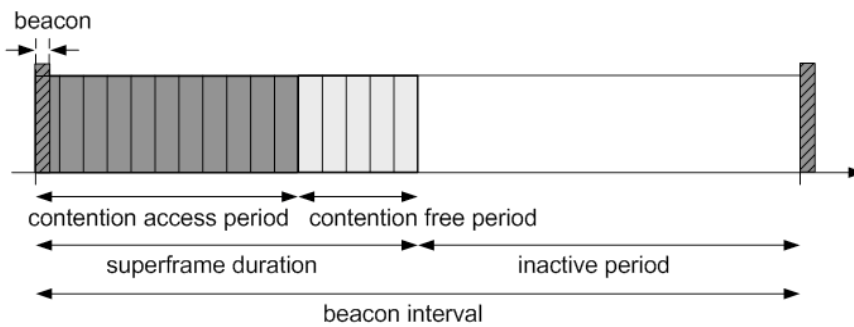 beacon
contention access period
contention free period
superframe duration
inactive period
beacon interval